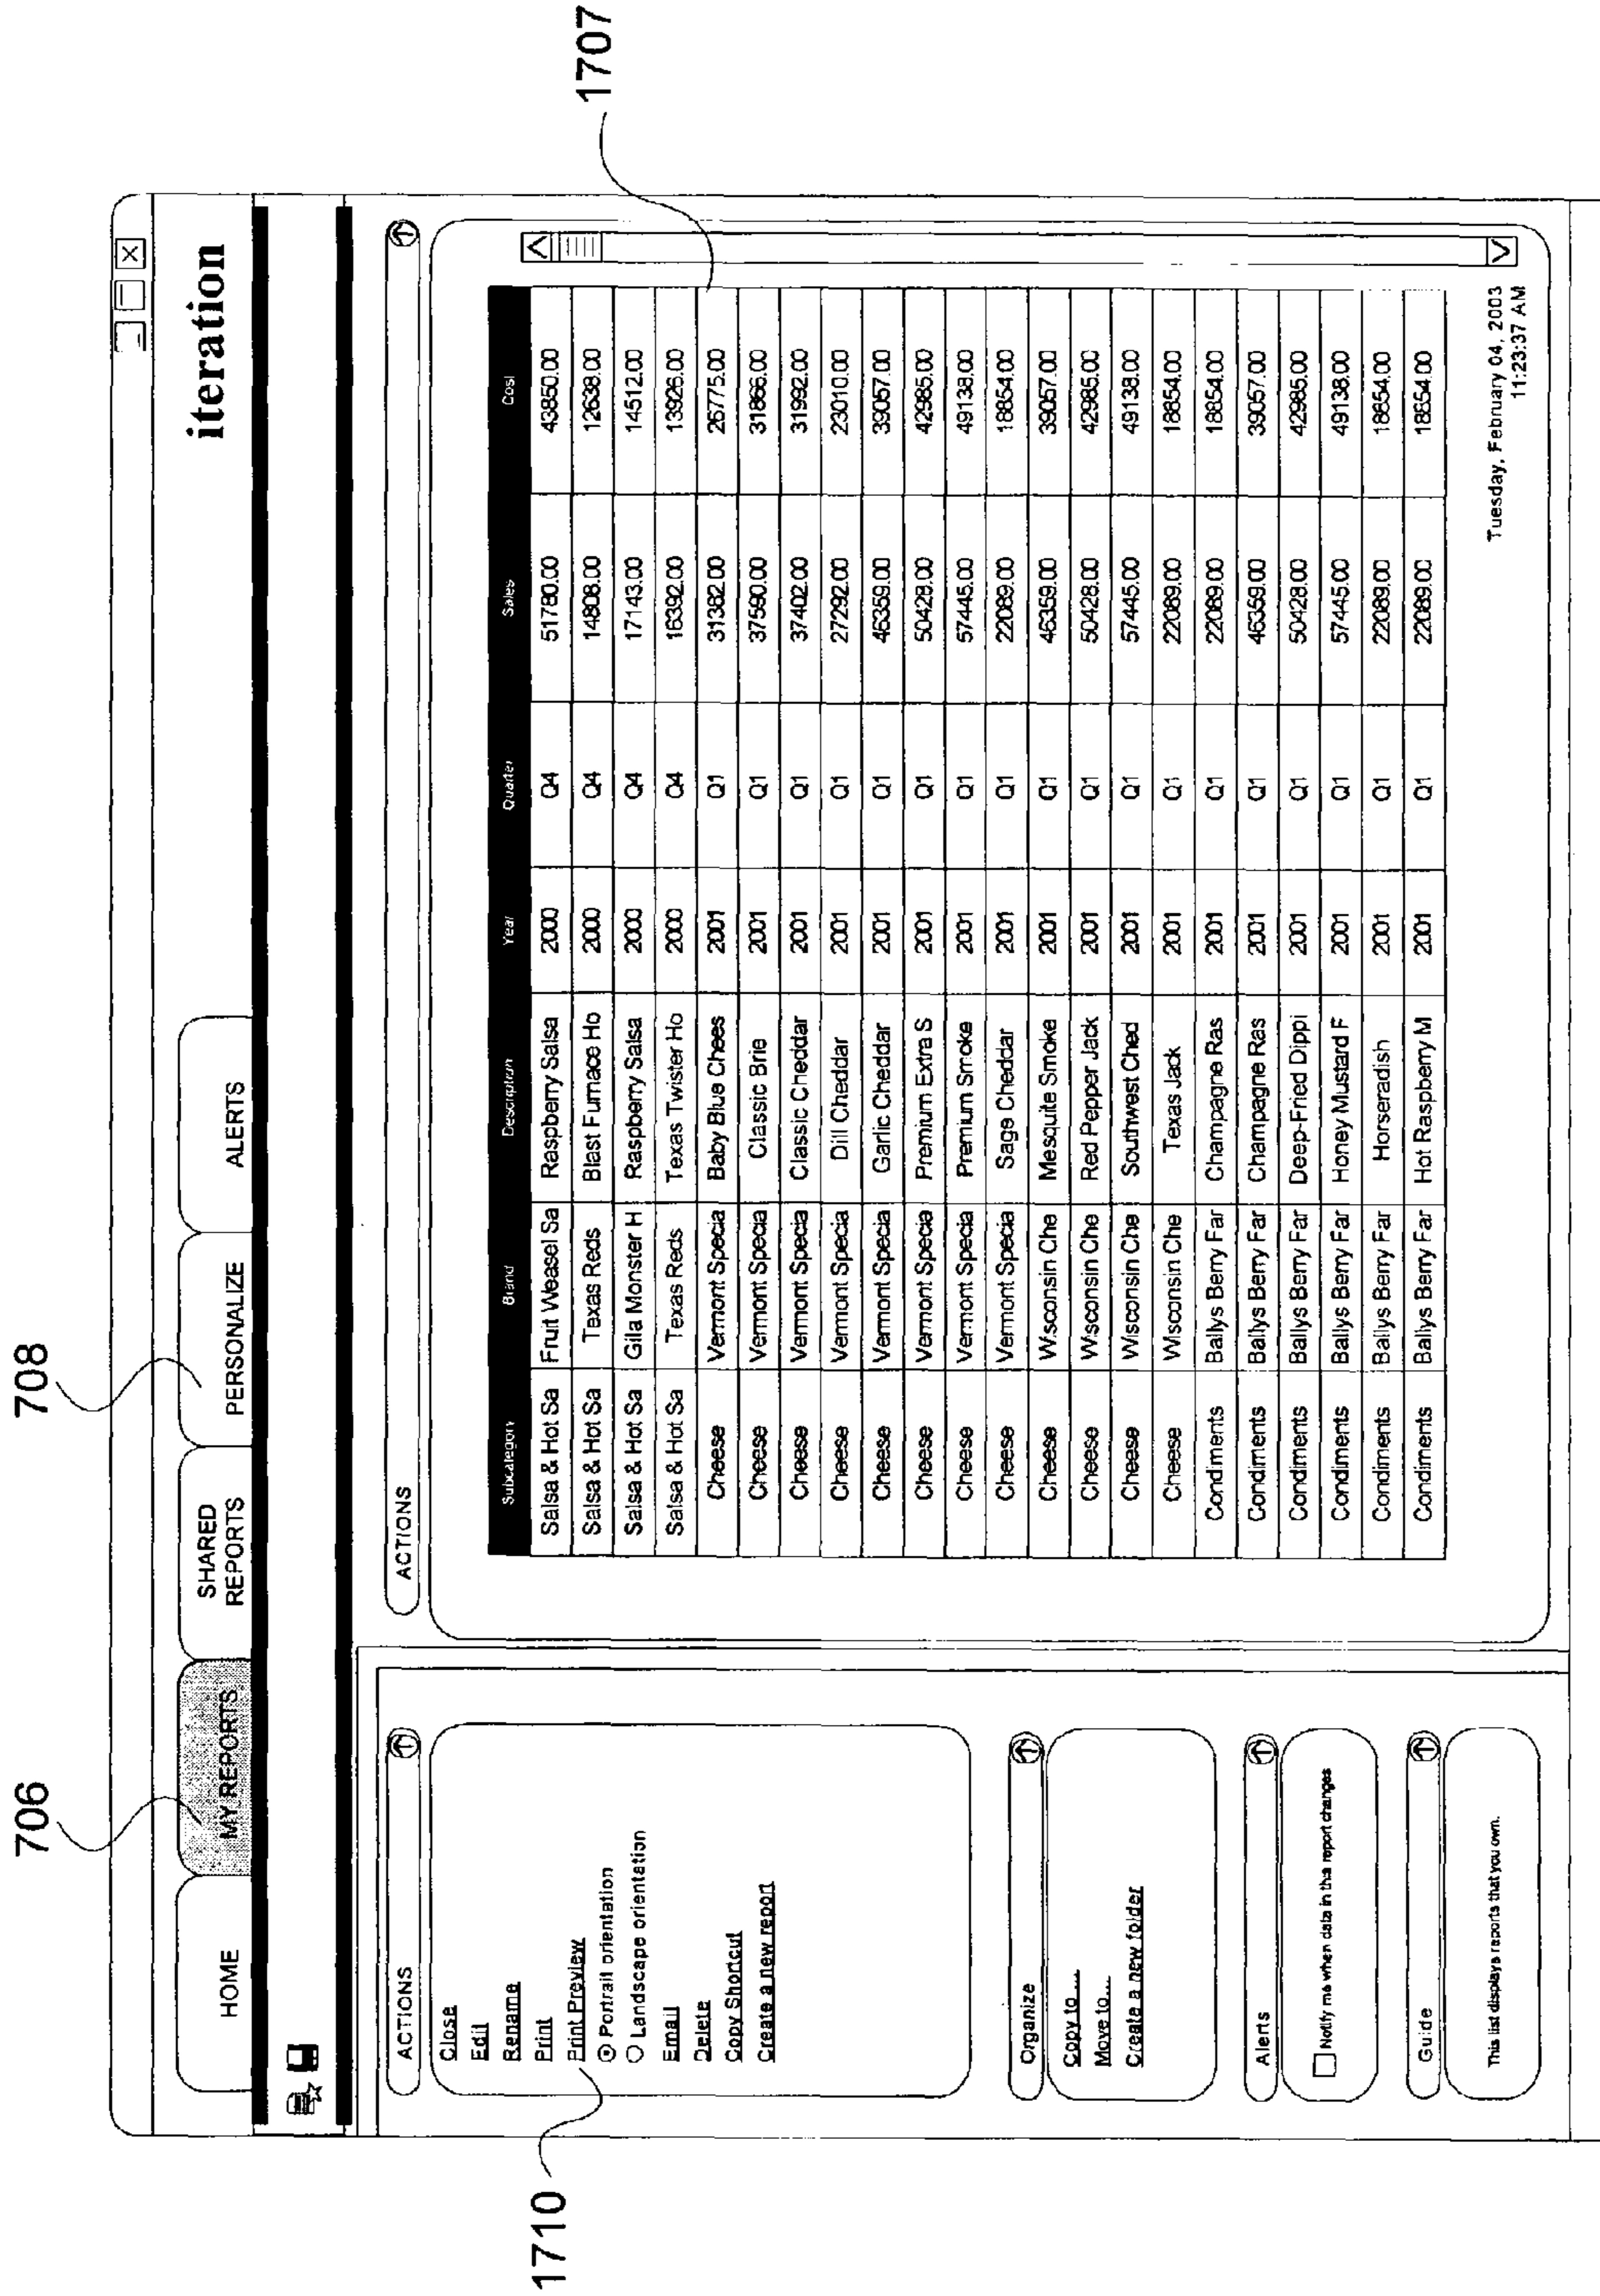 706
708
HOME
MY REPORTS
SHARED
REPORTS
PERSONALIZE
ALERTS
iteration
ACTIONS
Close
Edit
Rename
Print
Print Preview
Portrait orientation
Landscape orientation
Email
Delete
Copy Shortcut
Create a new report
1710
Organize
Copy to ...
Move to...
Create a new folder
Alerts
Notify me when data in the report changes
Guide
This list displays reports that you own.
ACTIONS
1707
Subcategory Brand Description Year Quarter Sales Cost
Salsa & Hot Sa Fruit Weasel Sa Raspberry Salsa 2000 Q4 51780.00 43850.00
Salsa & Hot Sa Texas Reds Blast Furnace Ho 2000 Q4 14808.00 12638.00
Salsa & Hot Sa Gila Monster H Raspberry Salsa 2000 Q4 17143.00 14512.00
Salsa & Hot Sa Texas Reds Texas Twister Ho 2000 Q4 16392.00 13926.00
Cheese Vermont Specia Baby Blue Chees 2001 Q1 31382.00 26775.00
Cheese Vermont Specia Classic Brie 2001 Q1 37590.00 31866.00
Cheese Vermont Specia Classic Cheddar 2001 Q1 37402.00 31992.00
Cheese Vermont Specia Dill Cheddar 2001 Q1 27292.00 23010.00
Cheese Vermont Specia Garlic Cheddar 2001 Q1 46359.00 39057.00
Cheese Vermont Specia Premium Extra S 2001 Q1 50428.00 42985.00
Cheese Vermont Specia Premium Smoke 2001 Q1 57445.00 49138.00
Cheese Vermont Specia Sage Cheddar 2001 Q1 22089.00 18854.00
Cheese Wisconsin Che Mesquite Smoke 2001 Q1 46359.00 39057.00
Cheese Wisconsin Che Red Pepper Jack 2001 Q1 50428.00 42985.00
Cheese Wisconsin Che Southwest Ched 2001 Q1 57445.00 49138.00
Cheese Wisconsin Che Texas Jack 2001 Q1 22089.00 18854.00
Condiments Ballys Berry Far Champagne Ras 2001 Q1 22089.00 18854.00
Condiments Ballys Berry Far Champagne Ras 2001 Q1 46359.00 39057.00
Condiments Ballys Berry Far Deep-Fried Dippi 2001 Q1 50428.00 42985.00
Condiments Ballys Berry Far Honey Mustard F 2001 Q1 57445.00 49138.00
Condiments Ballys Berry Far Horseradish 2001 Q1 22089.00 18854.00
Condiments Ballys Berry Far Hot Raspberry M 2001 Q1 22089.00 18854.00
Tuesday, February 04, 2003
11:23:37 AM